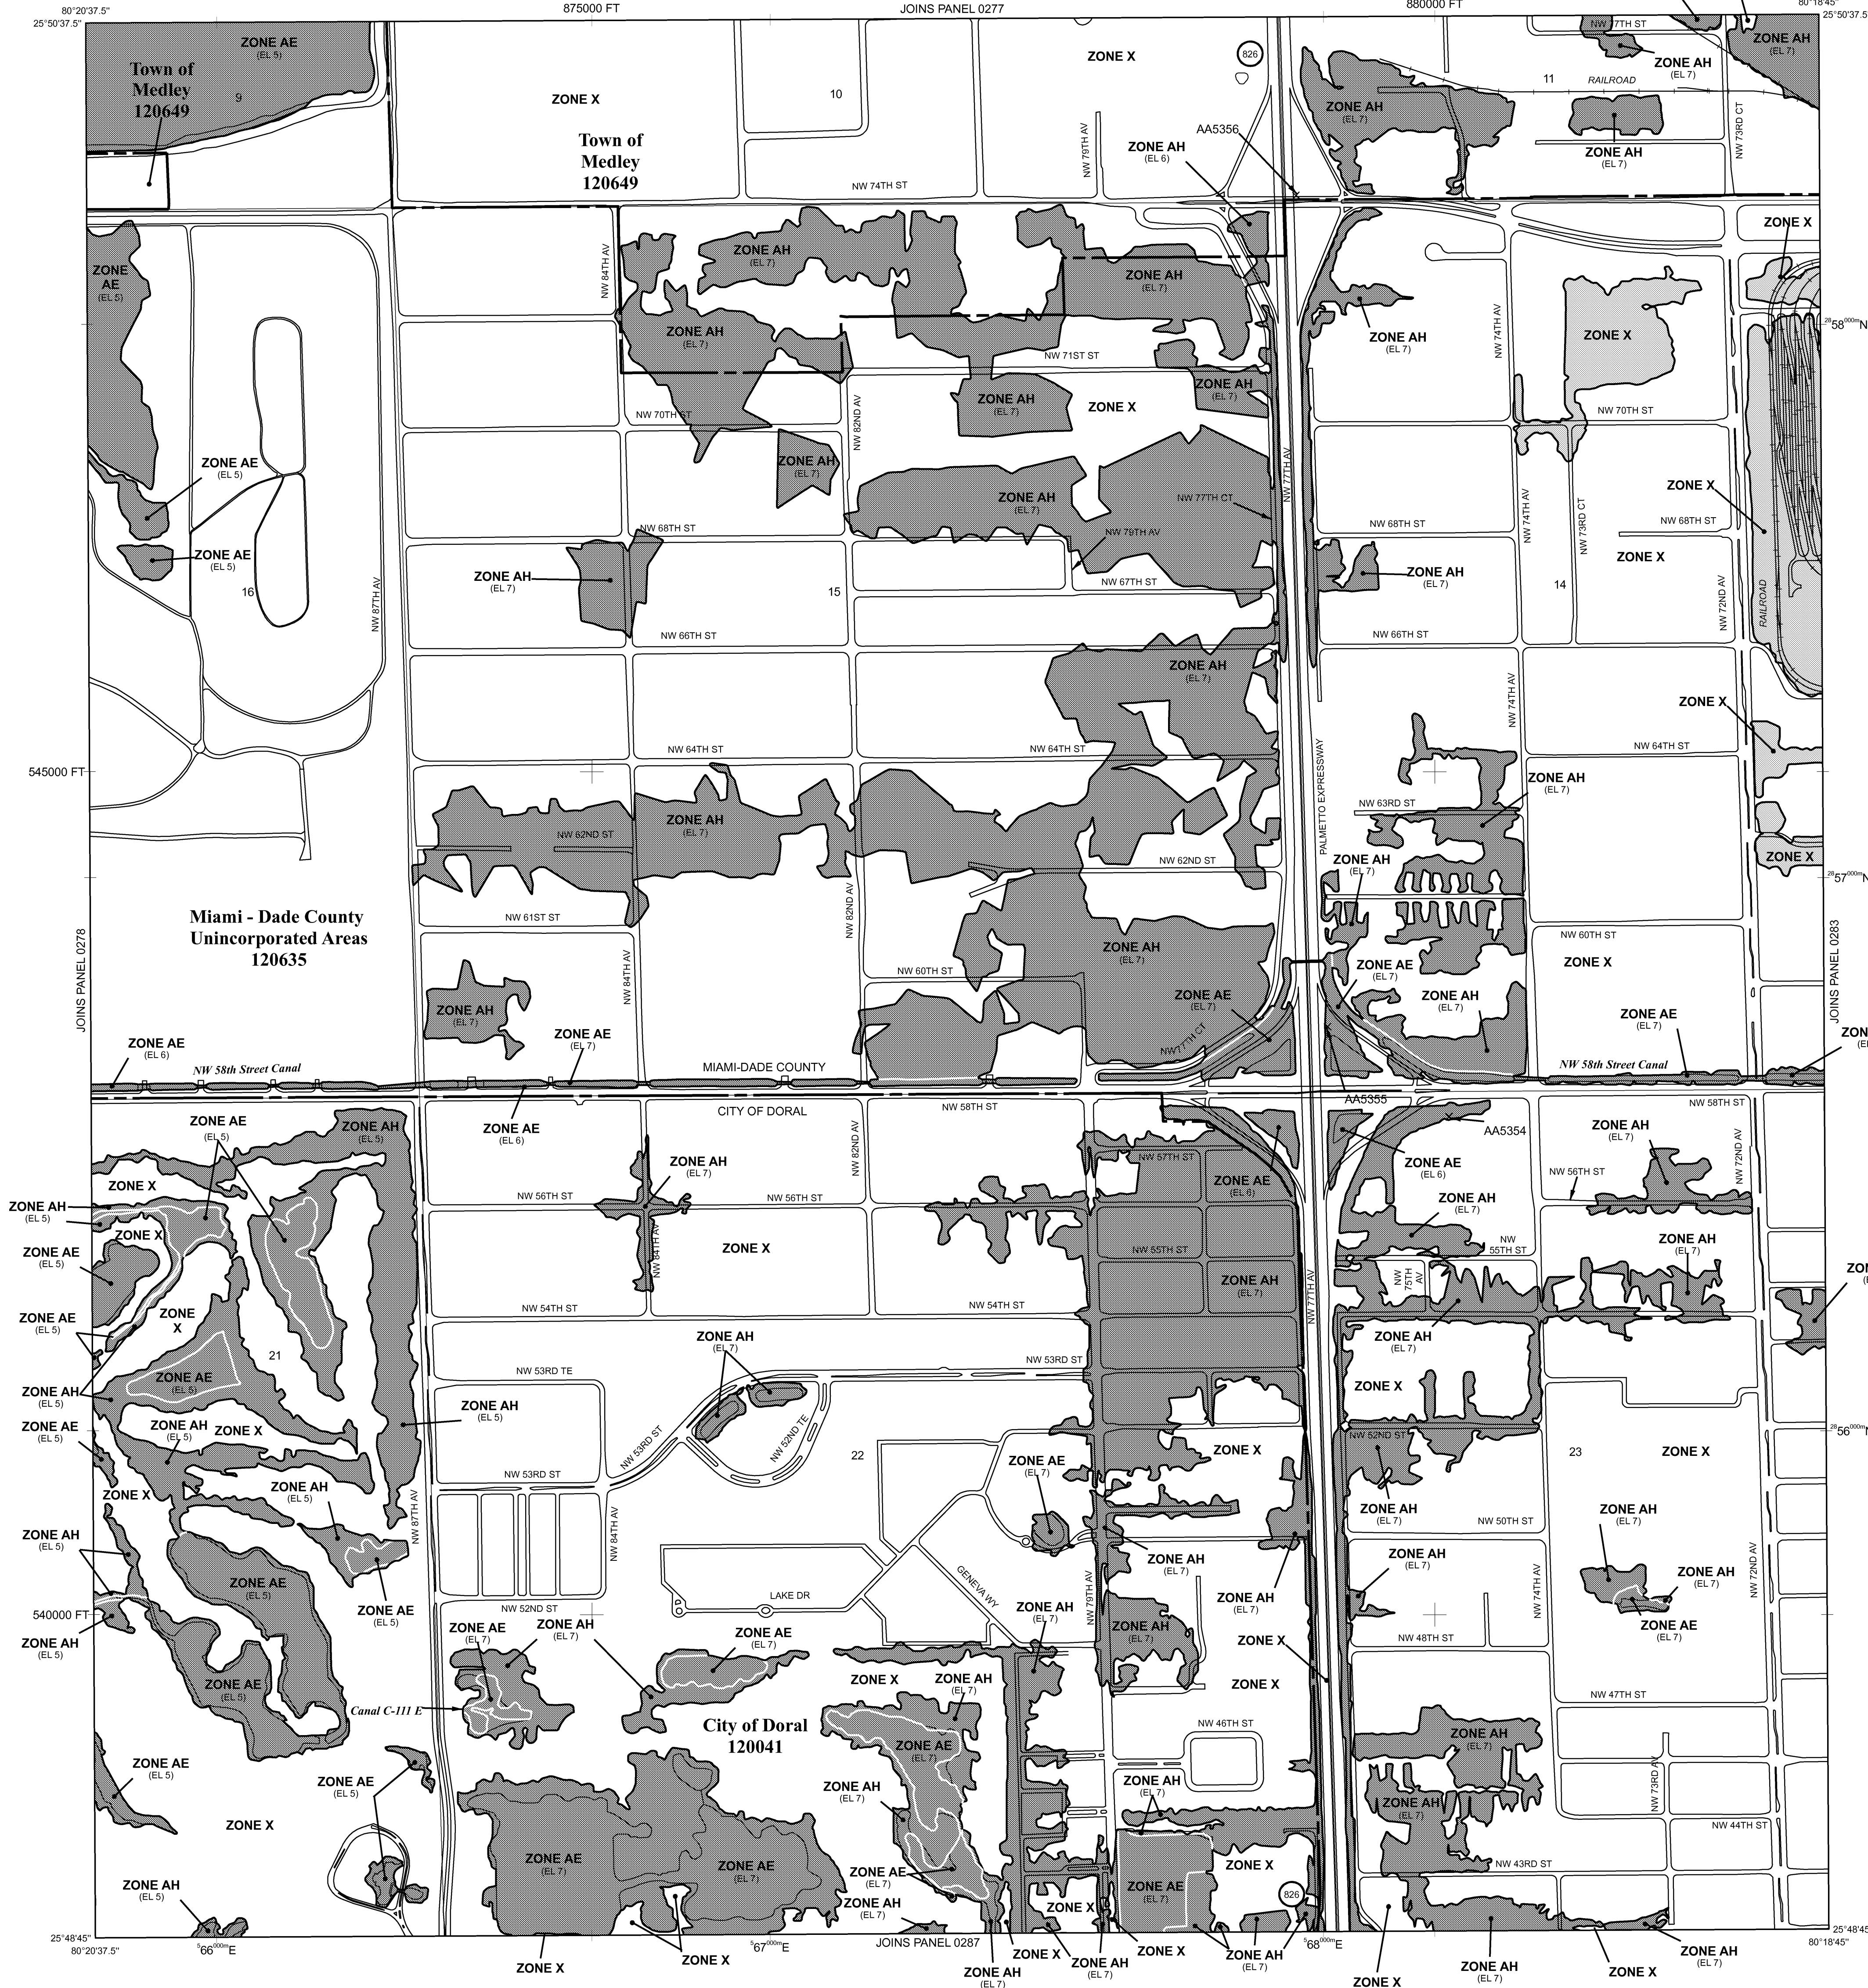 80°20'37.5"
25°50'37.5"
875000 FT
JOINS PANEL 0277
880000 FT
80°18'45"
25°50'37.5"
ZONE AE
(EL 5)
Town of
Medley
120649
9
ZONE X
10
ZONE X
826
NW 77TH ST
ZONE AH
(EL 7)
ZONE AH
(EL 7)
11
RAILROAD
ZONE AH
(EL 7)
NW 73RD CT
Town of
Medley
120649
NW 79TH AV
AA5356
ZONE AH
(EL 6)
ZONE AH
(EL 7)
NW 74TH ST
ZONE X
ZONE
AE
(EL 5)
NW 84TH AV
ZONE AH
(EL 7)
ZONE AH
(EL 7)
ZONE AH
(EL 7)
ZONE AH
(EL 7)
NW 74TH AV
ZONE X
2858000mN
NW 71ST ST
ZONE AH
(EL 7)
ZONE AH
(EL 7)
ZONE X
NW 70TH ST
NW 82ND AV
NW 70TH ST
ZONE AE
(EL 5)
ZONE AH
(EL 7)
ZONE AH
(EL 7)
NW 77TH CT
NW 77TH AV
ZONE X
NW 68TH ST
NW 79TH AV
NW 68TH ST
NW 74TH AV
NW 73RD CT
NW 68TH ST
ZONE AE
(EL 5)
ZONE X
16
NW 87TH AV
ZONE AH
(EL 7)
15
NW 67TH ST
ZONE AH
(EL 7)
14
NW 72ND AV
RAILROAD
NW 66TH ST
NW 66TH ST
ZONE AH
(EL 7)
NW 74TH AV
ZONE X
545000 FT
NW 64TH ST
NW 64TH ST
NW 64TH ST
PALMETTO EXPRESSWAY
ZONE AH
(EL 7)
NW 63RD ST
NW 62ND ST
ZONE AH
(EL 7)
NW 62ND ST
ZONE AH
(EL 7)
ZONE X
2857000mN
Miami - Dade County
Unincorporated Areas
120635
JOINS PANEL 0278
NW 61ST ST
NW 82ND AV
NW 84TH AV
ZONE AH
(EL 7)
NW 60TH ST
NW 60TH ST
ZONE X
JOINS PANEL 0283
ZONE AE
(EL 7)
ZONE AH
(EL 7)
ZONE AE
(EL 7)
ZONE AH
(EL 7)
ZONE AE
(EL 7)
ZONE AE
(EL 6)
ZONE AE
(EL 7)
NW77TH CT
NW 58th Street Canal
MIAMI-DADE COUNTY
NW 58th Street Canal
CITY OF DORAL
NW 58TH ST
AA5355
NW 58TH ST
ZONE AE
(EL 5)
ZONE AH
(EL 5)
ZONE AE
(EL 6)
NW 82ND AV
AA5354
ZONE AH
(EL 7)
NW 72ND AV
ZONE AH
(EL 7)
NW 57TH ST
ZONE AE
(EL 6)
ZONE AE
(EL 6)
NW 56TH ST
ZONE X
NW 56TH ST
NW 56TH ST
ZONE AH
(EL 5)
ZONE AH
(EL 7)
ZONE X
NW 84TH AV
ZONE X
NW 55TH ST
NW
55TH ST
ZONE AH
(EL 7)
ZONE AE
(EL 5)
ZONE AH
(EL 7)
NW 77TH AV
NW
75TH
AV
ZONE AE
(EL 5)
ZONE
X
NW 54TH ST
NW 54TH ST
ZONE AH
(EL 7)
21
ZONE AH
(EL 7)
NW 53RD ST
NW 53RD TE
ZONE AE
(EL 5)
ZONE X
ZONE AH
(EL 5)
ZONE AH
(EL 5)
ZONE AE
(EL 5)
ZONE AH
(EL 5)
ZONE X
NW 53RD ST
NW 52ND TE
22
NW 52ND ST
2856000mN
ZONE X
23
ZONE X
ZONE AE
(EL 7)
NW 53RD ST
ZONE X
ZONE AH
(EL 5)
NW 87TH AV
NW 84TH AV
ZONE AH
(EL 7)
ZONE AH
(EL 7)
NW 50TH ST
ZONE AH
(EL 5)
ZONE AH
(EL 7)
ZONE AH
(EL 7)
NW 72ND AV
ZONE AH
(EL 7)
ZONE AE
(EL 5)
GENEVA WY
NW 79TH AV
LAKE DR
ZONE AH
(EL 7)
NW 74TH AV
540000 FT
ZONE AE
(EL 5)
NW 52ND ST
ZONE AH
(EL 7)
ZONE AE
(EL 7)
ZONE AE
(EL 7)
ZONE AH
(EL 7)
ZONE AE
(EL 7)
ZONE AH
(EL 7)
ZONE AH
(EL 5)
ZONE X
NW 48TH ST
ZONE AE
(EL 5)
ZONE X
ZONE AH
(EL 7)
ZONE X
NW 47TH ST
Canal C-111 E
City of Doral
120041
NW 46TH ST
ZONE AH
(EL 7)
ZONE AE
(EL 7)
ZONE AE
(EL 5)
ZONE AE
(EL 5)
ZONE AH
(EL 7)
ZONE AH
(EL 7)
ZONE AH
(EL 7)
NW 73RD AV
ZONE X
NW 44TH ST
ZONE AE
(EL 7)
ZONE AE
(EL 7)
ZONE AE
(EL 7)
ZONE X
NW 43RD ST
ZONE AH
(EL 5)
ZONE AE
(EL 7)
826
ZONE AH
(EL 7)
ZONE X
25°48'45"
80°20'37.5"
566000mE
567000mE
JOINS PANEL 0287
568000mE
25°48'45"
80°18'45"
ZONE X
ZONE X
ZONE AH
(EL 7)
ZONE X
ZONE AH
(EL 7)
ZONE X
ZONE AH
(EL 7)
ZONE X
ZONE AH
(EL 7)
ZONE X
ZONE AH
(EL 7)